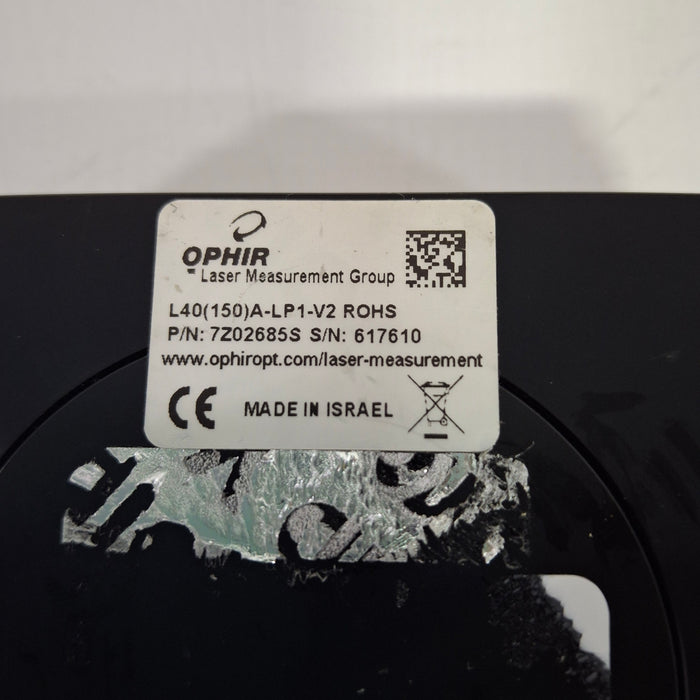 OPHIR
Laser Measurement Group
L40(150)A-LP1-V2 ROHS
P/N: 7Z02685S S/N: 617610
www.ophiropt.com/laser-measurement
CE MADE IN ISRAEL